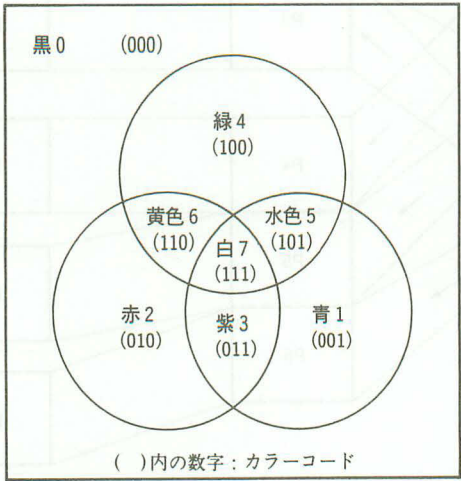 黒0 (000)
緑4
(100)
黄色6 水色5
(110) (101)
白7
(111)
赤2 紫3 青1
(010) (011) (001)
( )内の数字:カラーコード